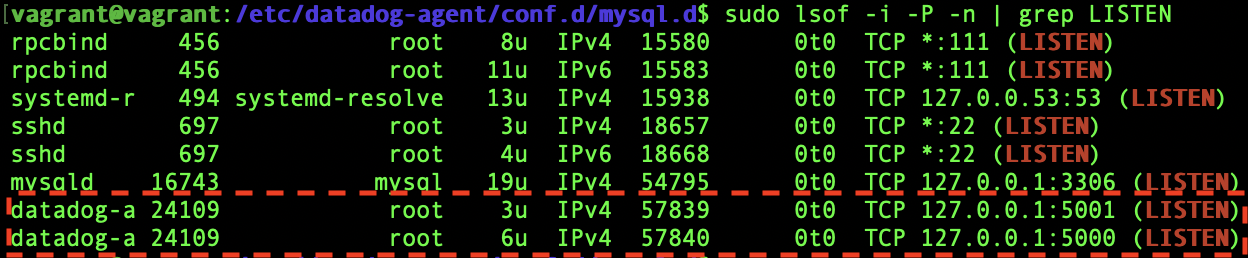 [vagrant@vagrant:/etc/datadog-agent/conf.d/mysql.d$ sudo lsof -i -P -n | grep LISTEN
rpcbind     456            root    8u  IPv4  15580      0t0  TCP *:111 (LISTEN)
rpcbind     456            root   11u  IPv6  15583      0t0  TCP *:111 (LISTEN)
systemd-r   494 systemd-resolve   13u  IPv4  15938      0t0  TCP 127.0.0.53:53 (LISTEN)
sshd        697            root    3u  IPv4  18657      0t0  TCP *:22 (LISTEN)
sshd        697            root    4u  IPv6  18668      0t0  TCP *:22 (LISTEN)
mysqld    16743           mysql   19u  IPv4  54795      0t0  TCP 127.0.0.1:3306 (LISTEN)
datadog-a 24109            root    3u  IPv4  57839      0t0  TCP 127.0.0.1:5001 (LISTEN)
datadog-a 24109            root    6u  IPv4  57840      0t0  TCP 127.0.0.1:5000 (LISTEN)